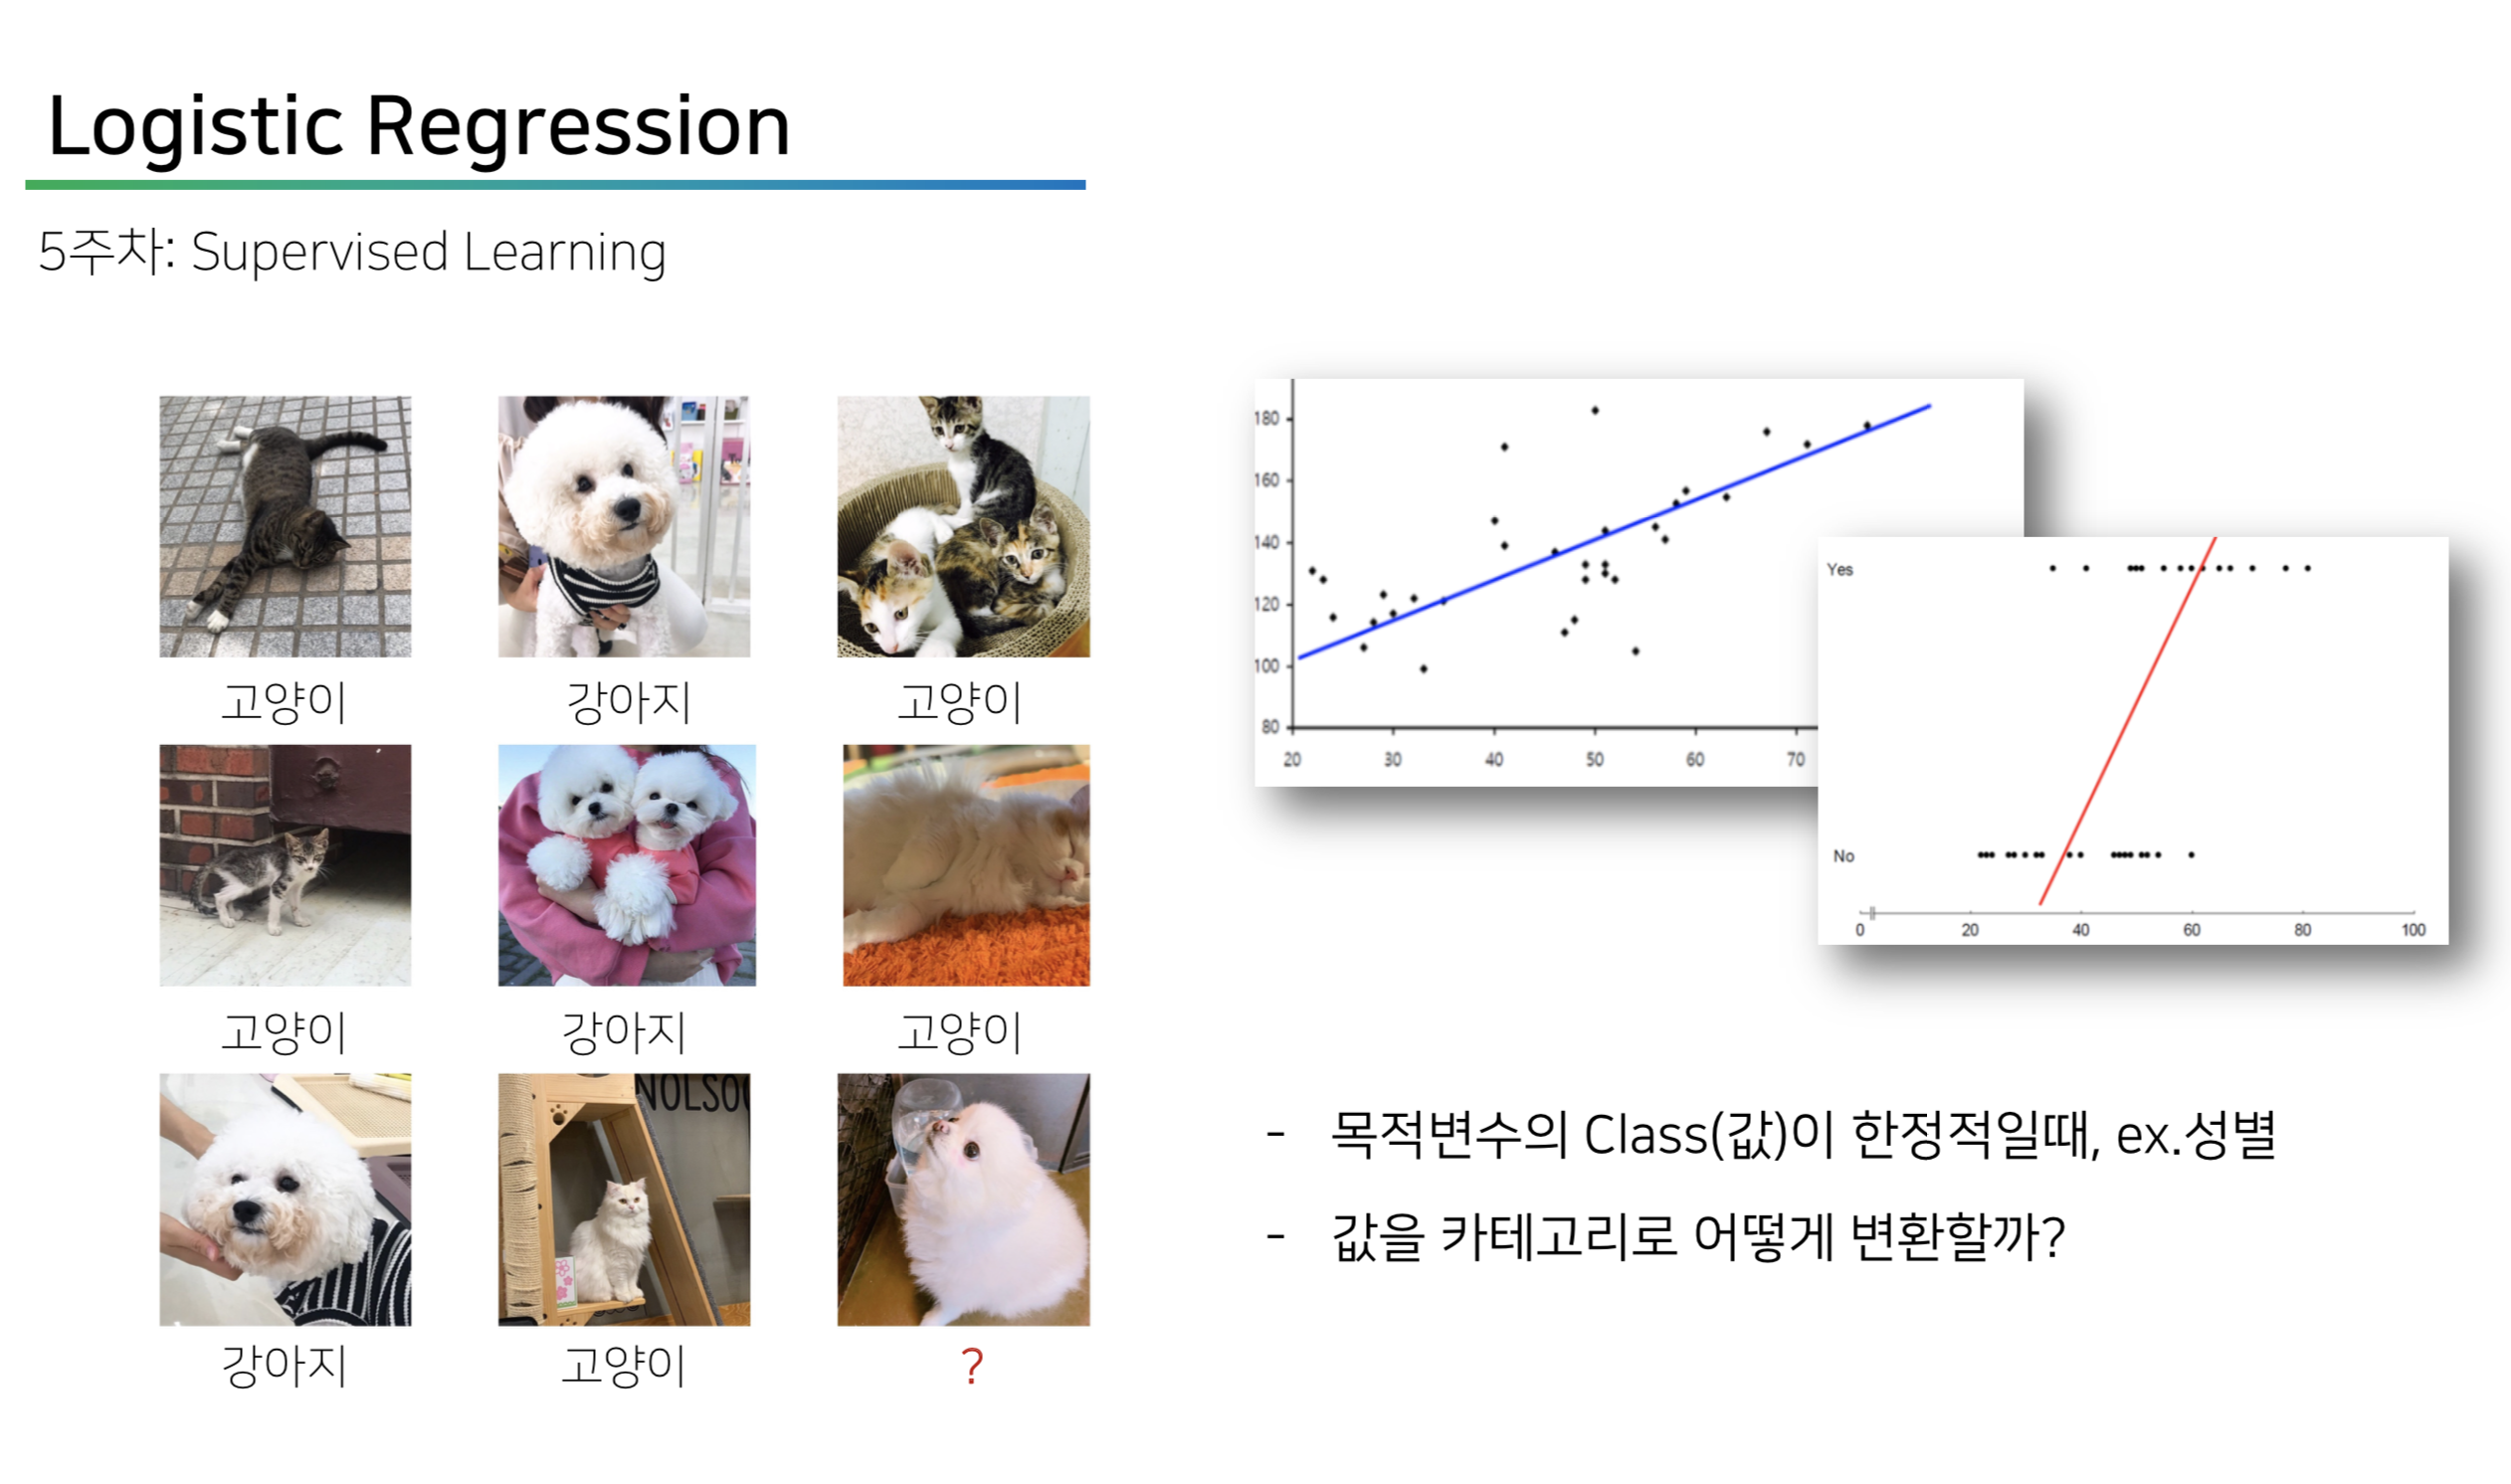 Logistic Regression
5주차: Supervised Learning
고양이
강아지
고양이
고양이
강아지
고양이
NOLSO
강아지
고양이
?
180
160
140
120
100
80
20 30 40 50 60 70
Yes
No
0 20 40 60 80 100
- 목적변수의 Class(값)이 한정적일때, ex.성별
- 값을 카테고리로 어떻게 변환할까?